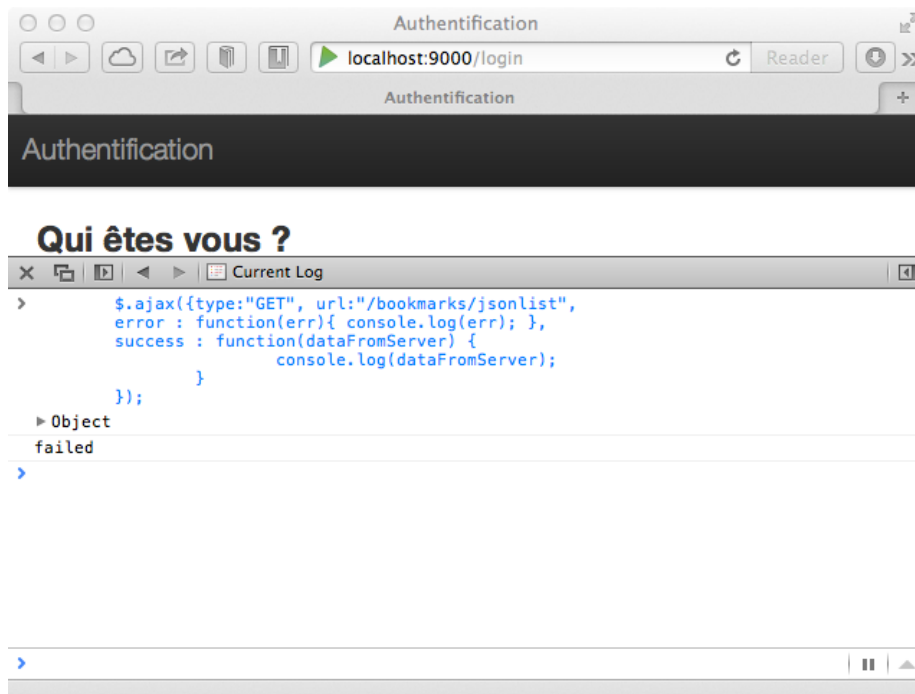 Authentification
localhost:9000/login
Reader
Authentification
Authentification
Qui êtes vous ?
Current Log
$.ajax({type:"GET", url:"/bookmarks/jsonlist",
error : function(err){ console.log(err); },
success : function(dataFromServer) {
console.log(dataFromServer);
}
});
Object
failed